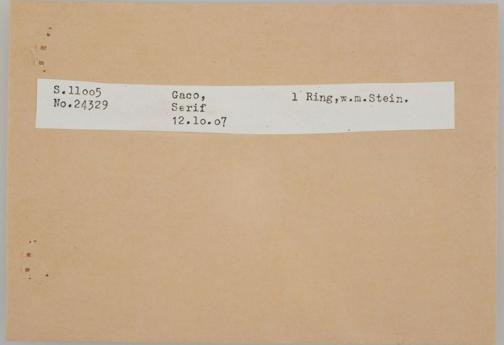 S.11oo5
No.24329
Gaco,
Serif
12.1o.o7
1 Ring,w.m.Stein.